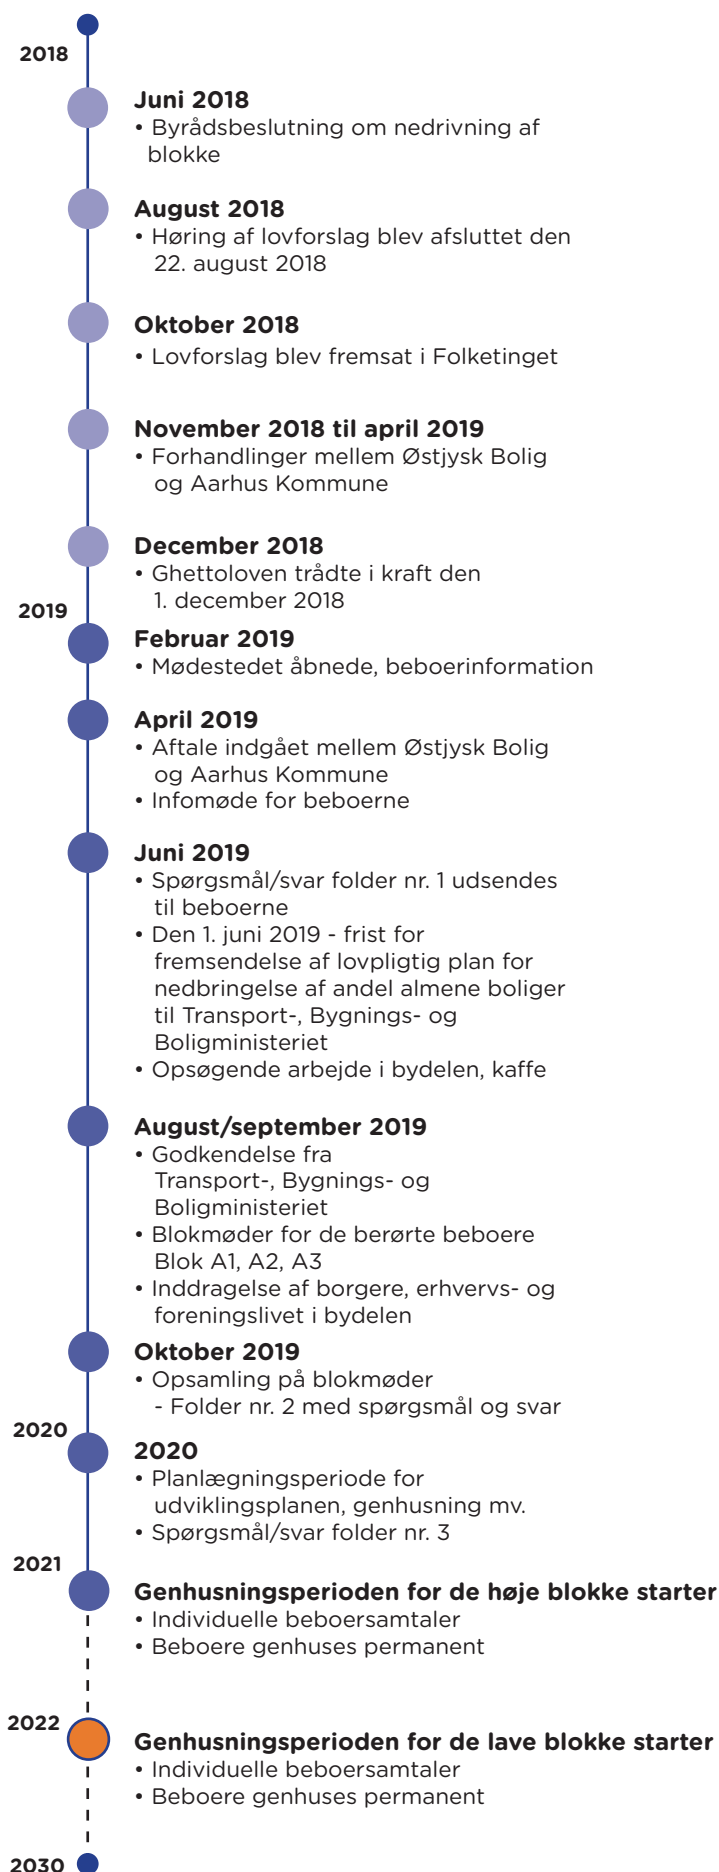 2018
Juni 2018
• Byrådsbeslutning om nedrivning af
blokke
August 2018
• Høring af lovforslag blev afsluttet den
22. august 2018
Oktober 2018
• Lovforslag blev fremsat i Folketinget
November 2018 til april 2019
• Forhandlinger mellem Østjysk Bolig
og Aarhus Kommune
December 2018
• Ghettoloven trådte i kraft den
1. december 2018
2019
Februar 2019
• Mødestedet åbnede, beboerinformation
April 2019
• Aftale indgået mellem Østjysk Bolig
og Aarhus Kommune
• Infomøde for beboerne
Juni 2019
• Spørgsmål/svar folder nr. 1 udsendes
til beboerne
• Den 1. juni 2019 - frist for
fremsendelse af lovpligtig plan for
nedbringelse af andel almene boliger
til Transport-, Bygnings- og
Boligministeriet
• Opsøgende arbejde i bydelen, kaffe
August/september 2019
• Godkendelse fra
Transport-, Bygnings- og
Boligministeriet
• Blokmøder for de berørte beboere
Blok A1, A2, A3
• Inddragelse af borgere, erhvervs- og
foreningslivet i bydelen
Oktober 2019
• Opsamling på blokmøder
- Folder nr. 2 med spørgsmål og svar
2020
2020
• Planlægningsperiode for
udviklingsplanen, genhusning mv.
• Spørgsmål/svar folder nr. 3
2021
Genhusningsperioden for de høje blokke starter
• Individuelle beboersamtaler
• Beboere genhuses permanent
2022
Genhusningsperioden for de lave blokke starter
• Individuelle beboersamtaler
• Beboere genhuses permanent
2030